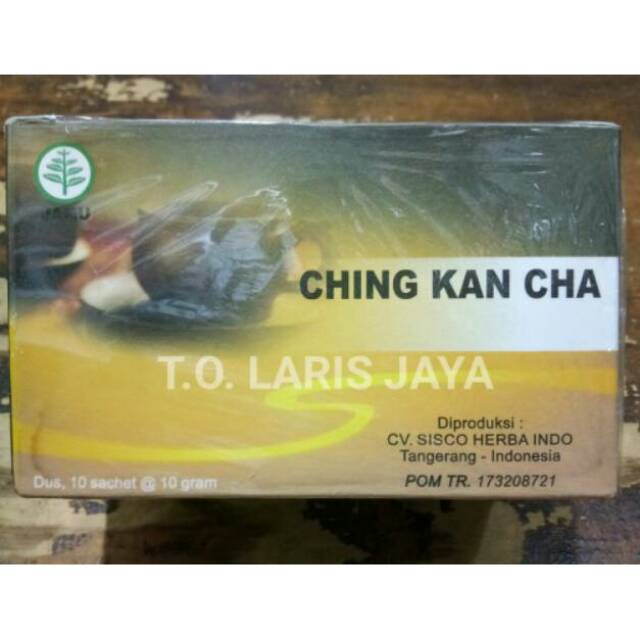 JAMU
CHING KAN CHA
T.O. LARIS JAYA
Diproduksi :
CV. SISCO HERBA INDO
Tangerang - Indonesia
Dus, 10 sachet @ 10 gram
POM TR. 173208721